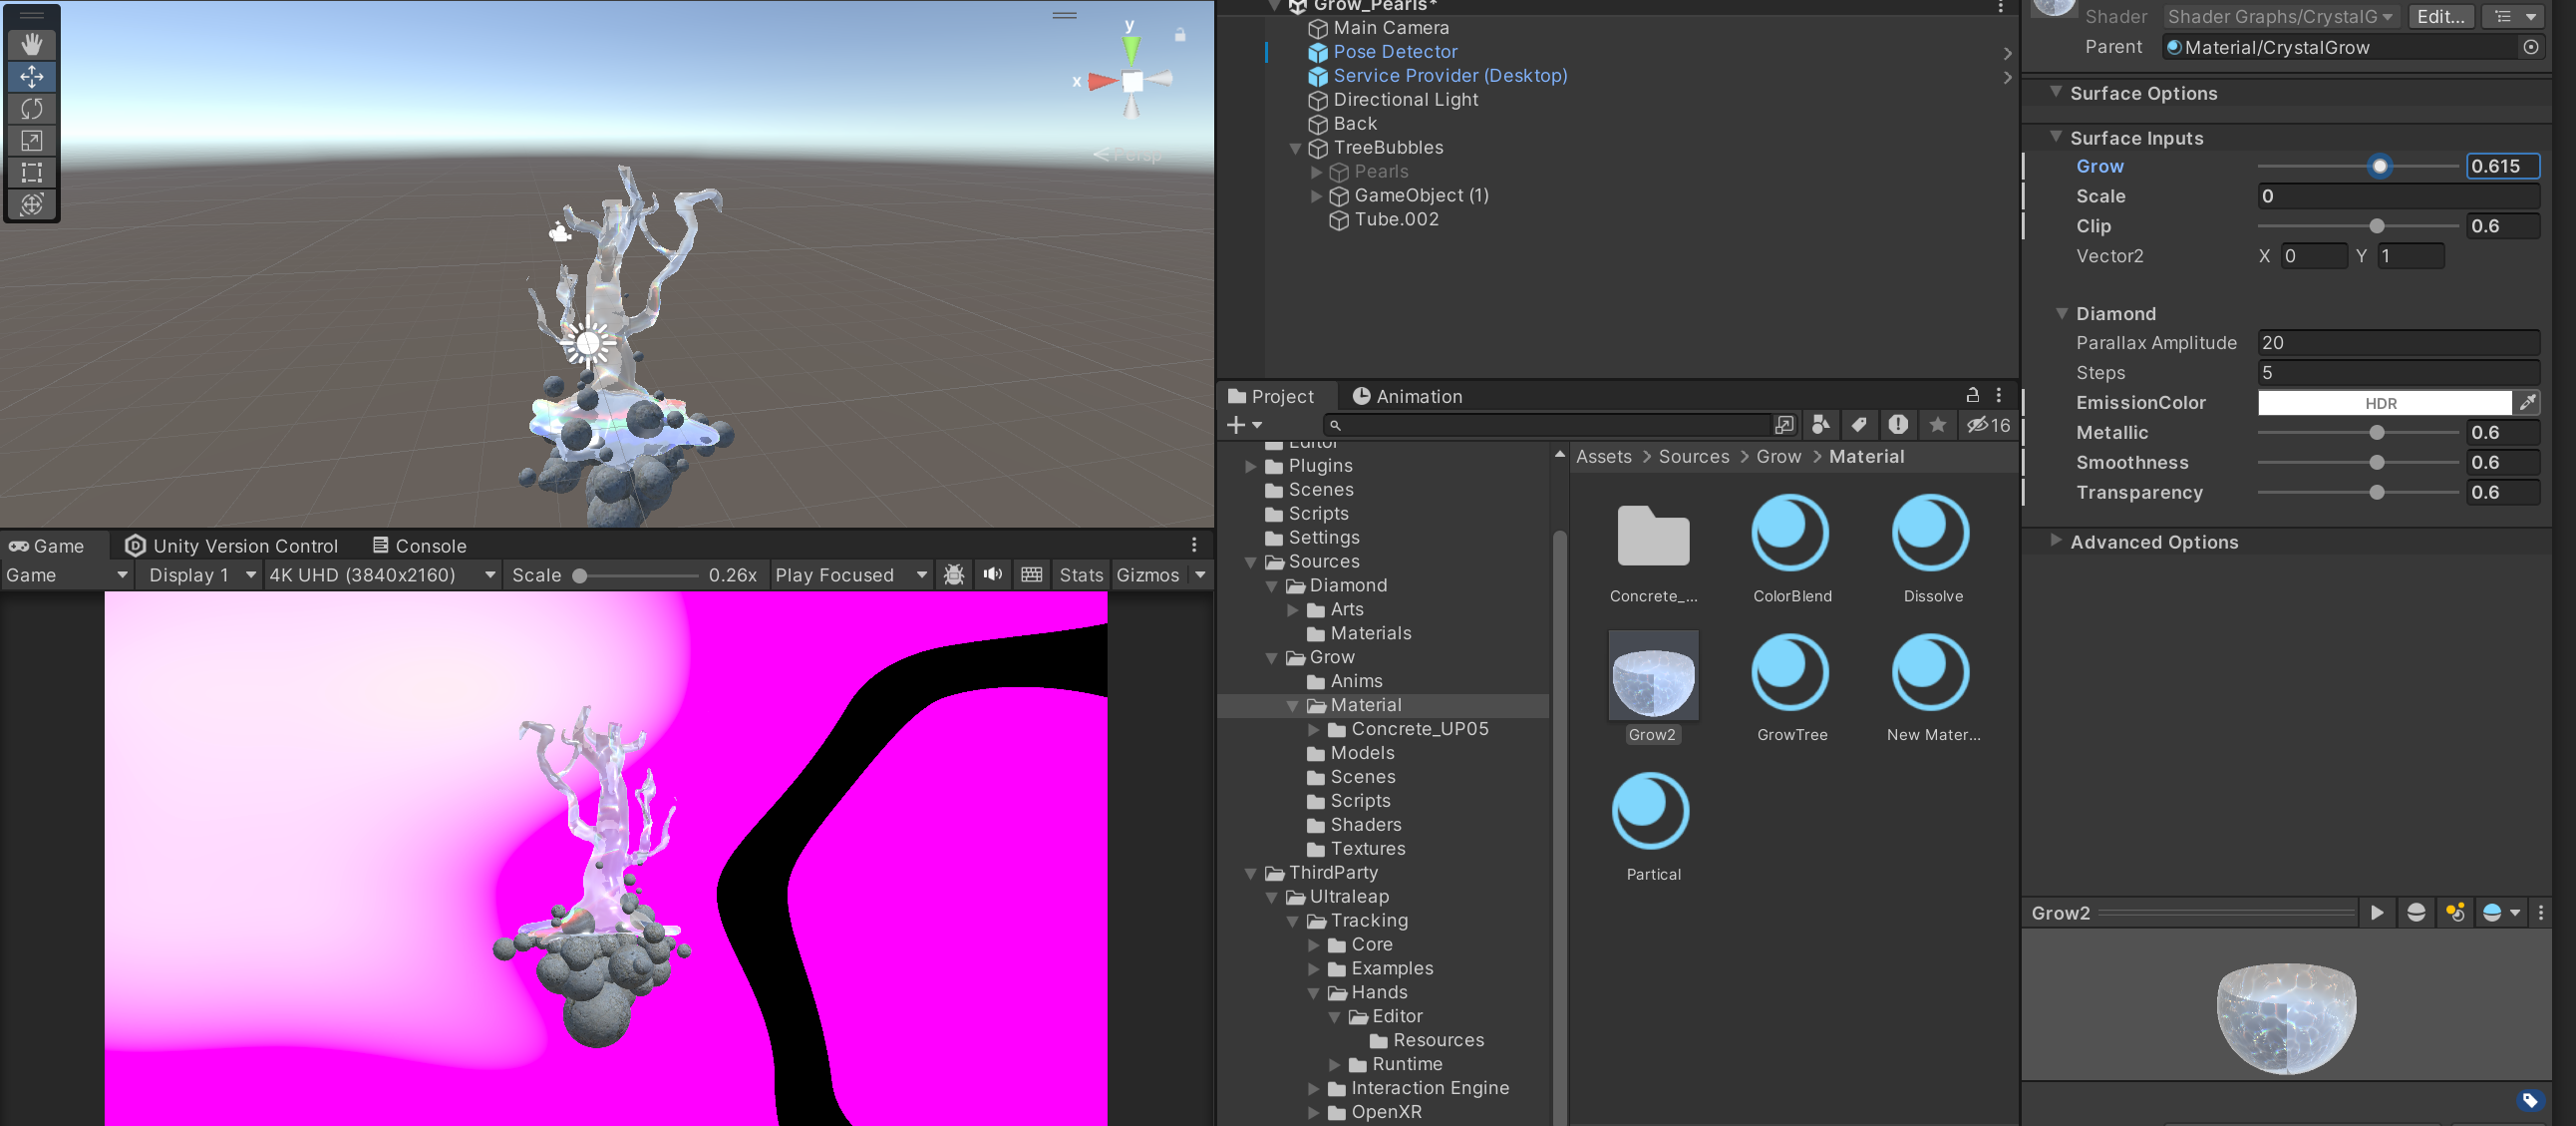 y
x
Persp
Game
Unity Version Control
Console
Game
Display 1
4K UHD (3840x2160)
Scale
0.26x
Play Focused
Stats
Gizmos
Grow_Pearls*
Main Camera
Pose Detector
Service Provider (Desktop)
Directional Light
Back
TreeBubbles
Pearls
GameObject (1)
Tube.002
Project
Animation
16
Editor
Plugins
Scenes
Scripts
Settings
Sources
Diamond
Arts
Materials
Grow
Anims
Material
Concrete_UP05
Models
Scenes
Scripts
Shaders
Textures
ThirdParty
Ultraleap
Tracking
Core
Examples
Hands
Editor
Resources
Runtime
Interaction Engine
OpenXR
Assets > Sources > Grow > Material
Concrete_...
ColorBlend
Dissolve
Grow2
GrowTree
New Mater...
Partical
Shader
Shader Graphs/CrystalG
Edit...
Parent
Material/CrystalGrow
Surface Options
Surface Inputs
Grow 0.615
Scale 0
Clip 0.6
Vector2 X 0 Y 1
Diamond
Parallax Amplitude 20
Steps 5
EmissionColor HDR
Metallic 0.6
Smoothness 0.6
Transparency 0.6
Advanced Options
Grow2